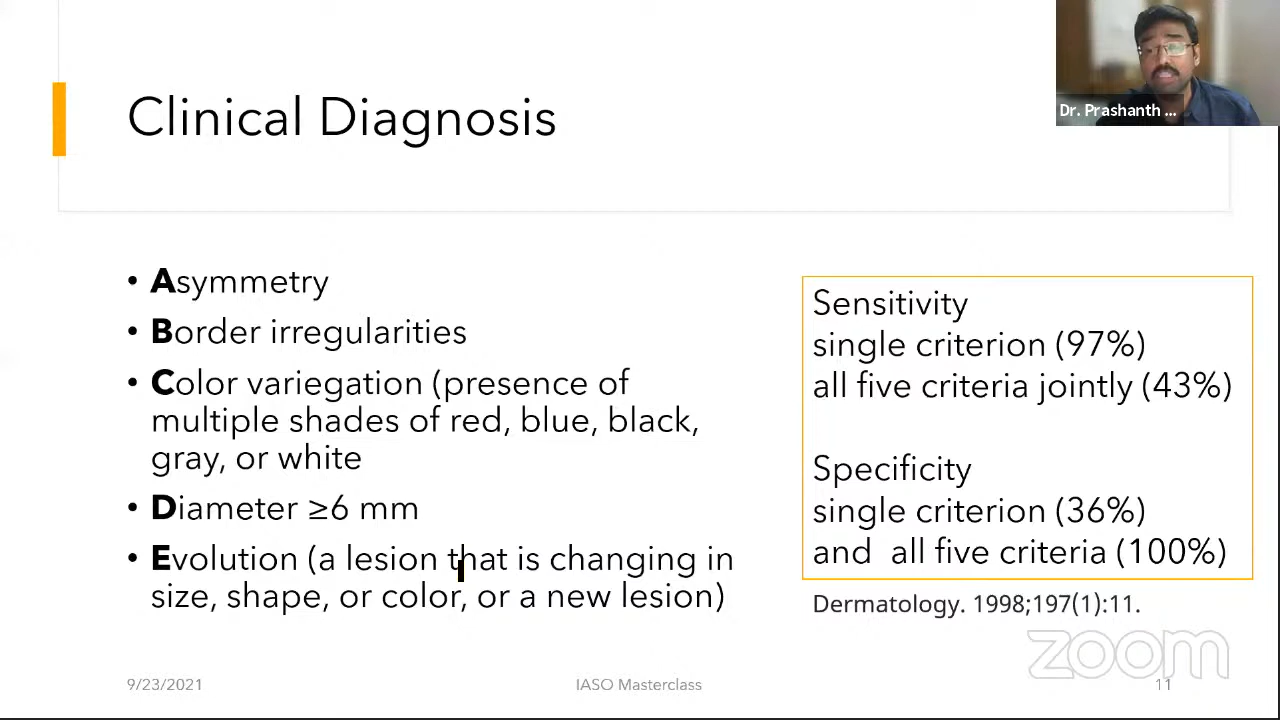 Clinical Diagnosis
Dr. Prashanth ...
• Asymmetry
• Border irregularities
• Color variegation (presence of
multiple shades of red, blue, black,
gray, or white
• Diameter ≥6 mm
• Evolution (a lesion that is changing in
size, shape, or color, or a new lesion)
Sensitivity
single criterion (97%)
all five criteria jointly (43%)
Specificity
single criterion (36%)
and all five criteria (100%)
Dermatology. 1998;197(1):11.
zoom
9/23/2021
IASO Masterclass
11